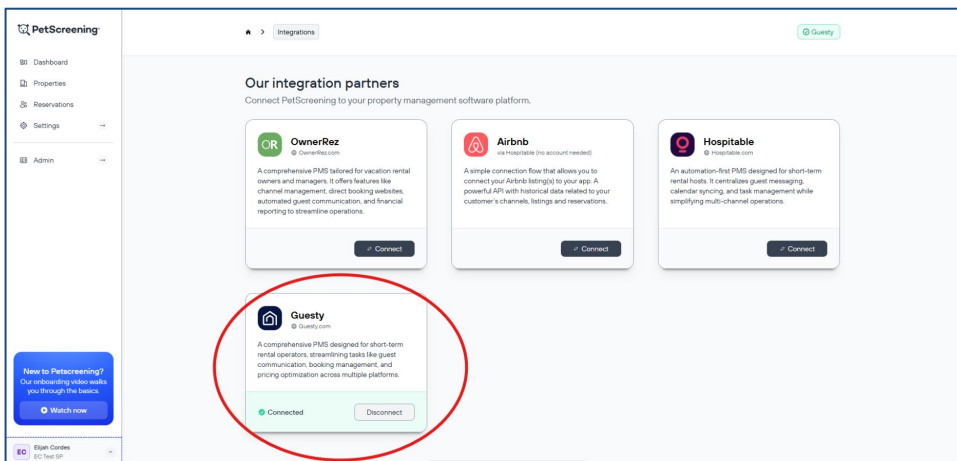 PetScreening
Integrations
Guesty
Dashboard
Properties
Reservations
Settings
Admin
Our integration partners
Connect PetScreening to your property management software platform.
OR
OwnerRez
OwnerRez.com
A comprehensive PMS tailored for vacation rental
owners and managers. It offers features like
channel management, direct booking websites,
automated guest communication, and financial
reporting to streamline operations.
Connect
Airbnb
via Hospitable (no account needed)
A simple connection flow that allows you to
connect your Airbnb listing(s) to your app. A
powerful API with historical data related to your
customer's channels, listings and reservations.
Connect
Hospitable
Hospitable.com
An automation-first PMS designed for short-term
rental hosts. It centralizes guest messaging,
calendar syncing, and task management while
simplifying multi-channel operations.
Connect
Guesty
Guesty.com
A comprehensive PMS designed for short-term
rental operators, streamlining tasks like guest
communication, booking management, and
pricing optimization across multiple platforms.
Connected
Disconnect
New to Petscreening?
Our onboarding video walks
you through the basics.
Watch now
EC
Elijah Cordes
EC Test SP